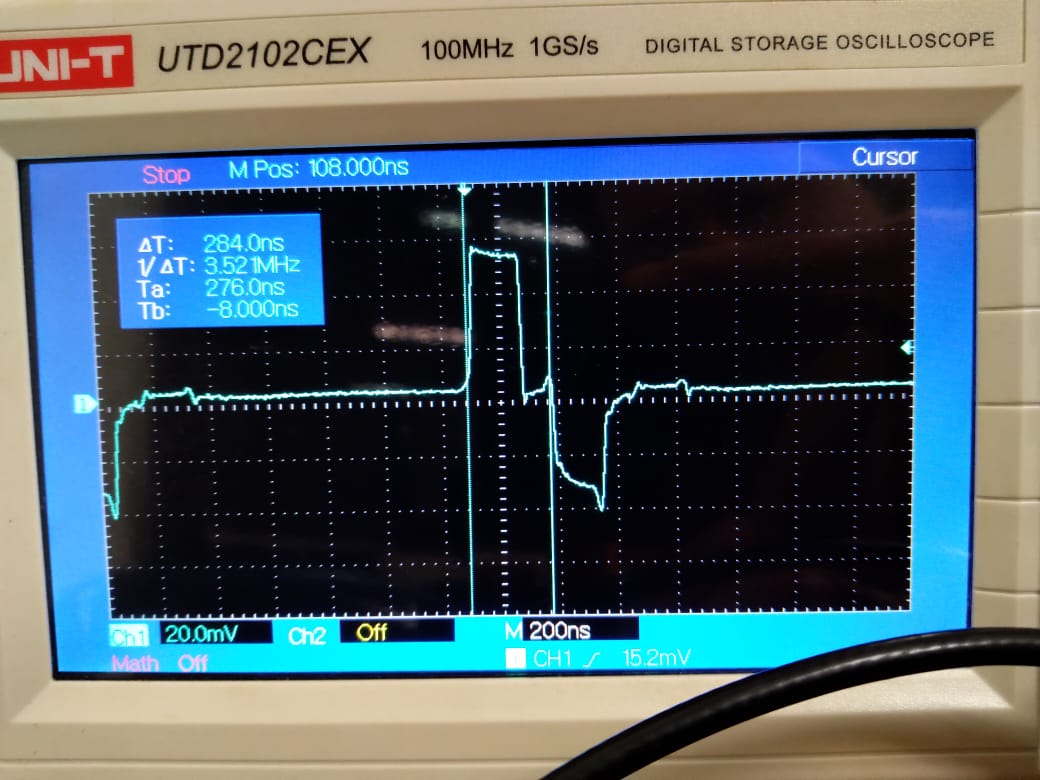 UNI-T UTD2102CEX 100MHz 1GS/s DIGITAL STORAGE OSCILLOSCOPE
Stop M Pos: 108.000ns Cursor
ΔT: 284.0ns
1/ΔT: 3.521MHz
Ta: 276.0ns
Tb: -8.000ns
1
Ch1 20.0mV Ch2 Off M 200ns
Math Off CH1 15.2mV